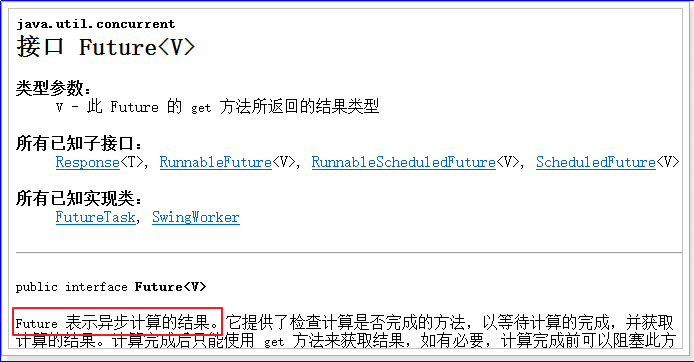 java.util.concurrent
接口 Future<V>
类型参数：
V - 此 Future 的 get 方法所返回的结果类型
所有已知子接口：
Response<T>, RunnableFuture<V>, RunnableScheduledFuture<V>, ScheduledFuture<V>
所有已知实现类：
FutureTask, SwingWorker
public interface Future<V>
Future 表示异步计算的结果。它提供了检查计算是否完成的方法，以等待计算的完成，并获取
计算的结果。计算完成后只能使用 get 方法来获取结果，如有必要，计算完成前可以阻塞此方